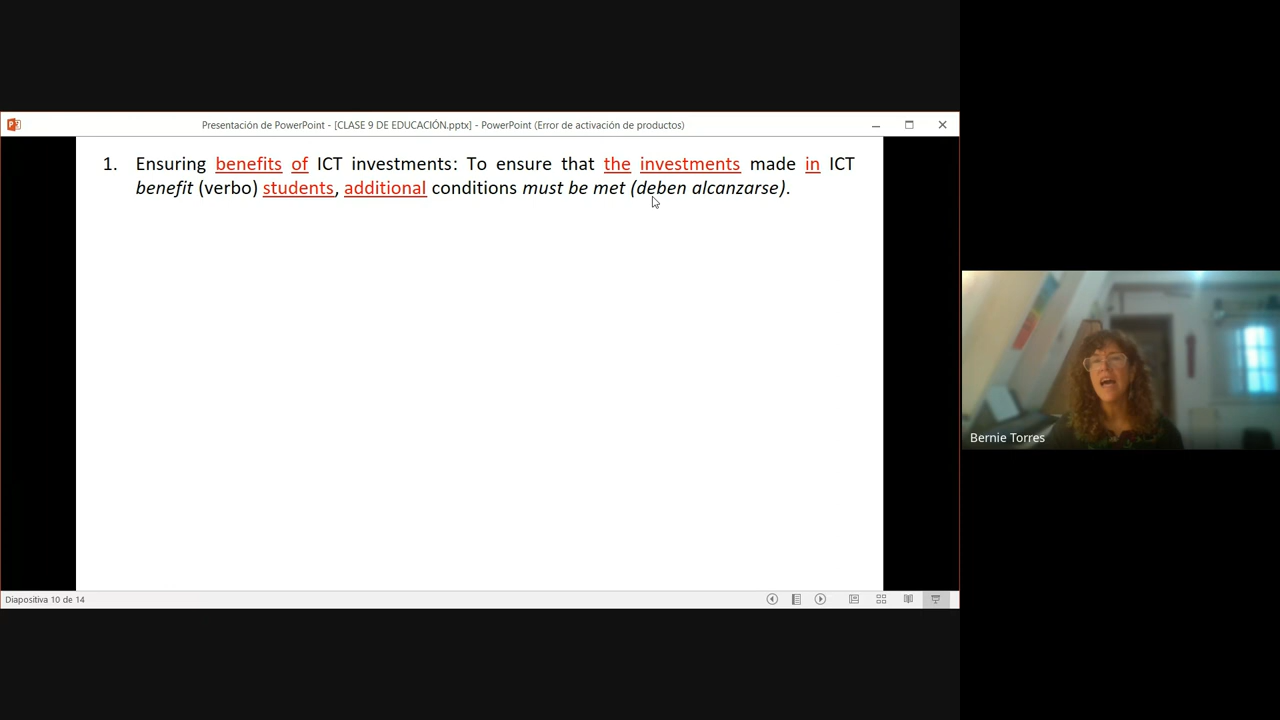 Presentación de PowerPoint - [CLASE 9 DE EDUCACIÓN.pptx] - PowerPoint (Error de activación de productos)
1. Ensuring benefits of ICT investments: To ensure that the investments made in ICT
benefit (verbo) students, additional conditions must be met (deben alcanzarse).
Bernie Torres
Diapositiva 10 de 14